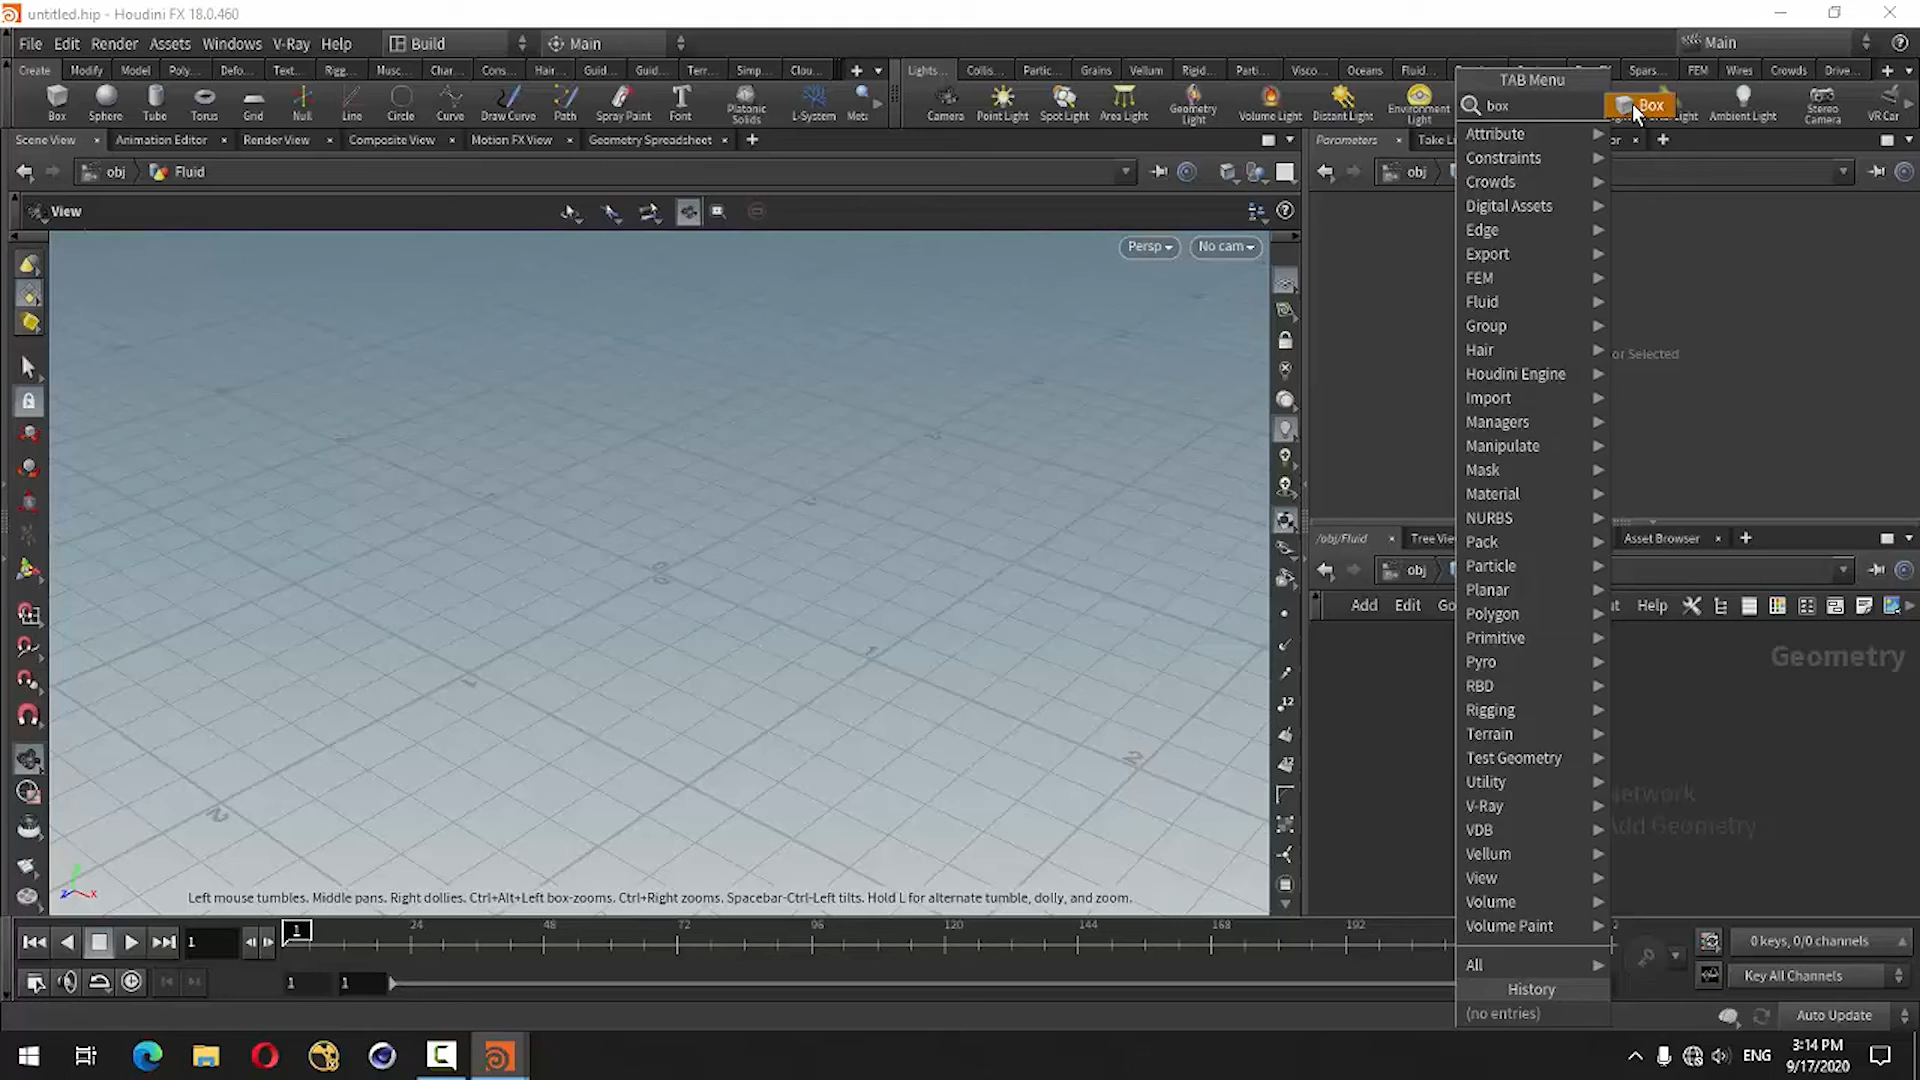 untitled.hip - Houdini FX 18.0.460
File Edit Render Assets Windows V-Ray Help Build Main Main
Create Modify Model Poly... Defo... Text... Rigg... Musc... Char... Cons... Hair... Guid... Guid... Terr... Simp... Clou... Lights... Collis... Partic... Grains Vellum Rigid... Parti... Visco... Oceans Fluid... Spars... FEM Wires Crowds Drive...
Box Sphere Tube Torus Grid Null Line Circle Curve Draw Curve Path Spray Paint Font Platonic Solids L-System Camera Point Light Spot Light Area Light Geometry Light Volume Light Distant Light Environment Light Ambient Light Stereo Camera VR Car
Scene View Animation Editor Render View Composite View Motion FX View Geometry Spreadsheet Parameters
obj Fluid obj
View
Persp No cam
Left mouse tumbles. Middle pans. Right dollies. Ctrl+Alt+Left box-zooms. Ctrl+Right zooms. Spacebar-Ctrl-Left tilts. Hold L for alternate tumble, dolly, and zoom.
TAB Menu
box Box
Attribute
Constraints
Crowds
Digital Assets
Edge
Export
FEM
Fluid
Group
Hair
Houdini Engine
Import
Managers
Manipulate
Mask
Material
NURBS
Pack
Particle
Planar
Polygon
Primitive
Pyro
RBD
Rigging
Terrain
Test Geometry
Utility
V-Ray
VDB
Vellum
View
Volume
Volume Paint
All
History
(no entries)
or Selected
/obj/Fluid Asset Browser
obj
Add Edit Help
Geometry
Add Geometry
1 1 24 48 72 96 120 144 168 192
0 keys, 0/0 channels
1 1 Key All Channels
Auto Update
ENG 3:14 PM
9/17/2020